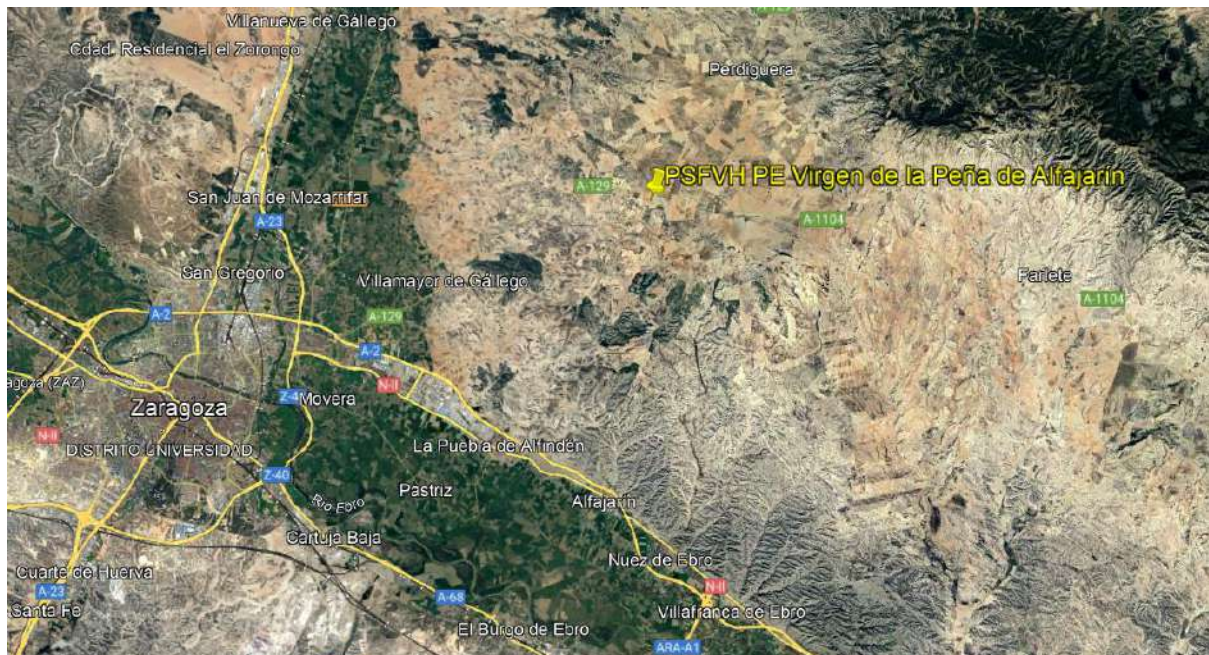 Villanueva de Gállego
A-129
Cdad. Residencial el Zorongo
Perdiguera
PSFVH PE Virgen de la Peña de Alfajarín
A-129
San Juan de Mozarrifar
A-23
A-1104
San Gregorio
Villamayor de Gállego
Farlete
A-1104
A-2
A-129
A-2
(ZAZ)
N-II
Zaragoza
Movera
N-II
DISTRITO UNIVERSIDAD
La Puebla de Alfindén
Z-40
Pastriz
Río Ebro
Alfajarín
Cartuja Baja
Nuez de Ebro
Cuarte de Huerva
A-23
N-II
A-68
Santa Fe
Villafranca de Ebro
El Burgo de Ebro
ARA-A1